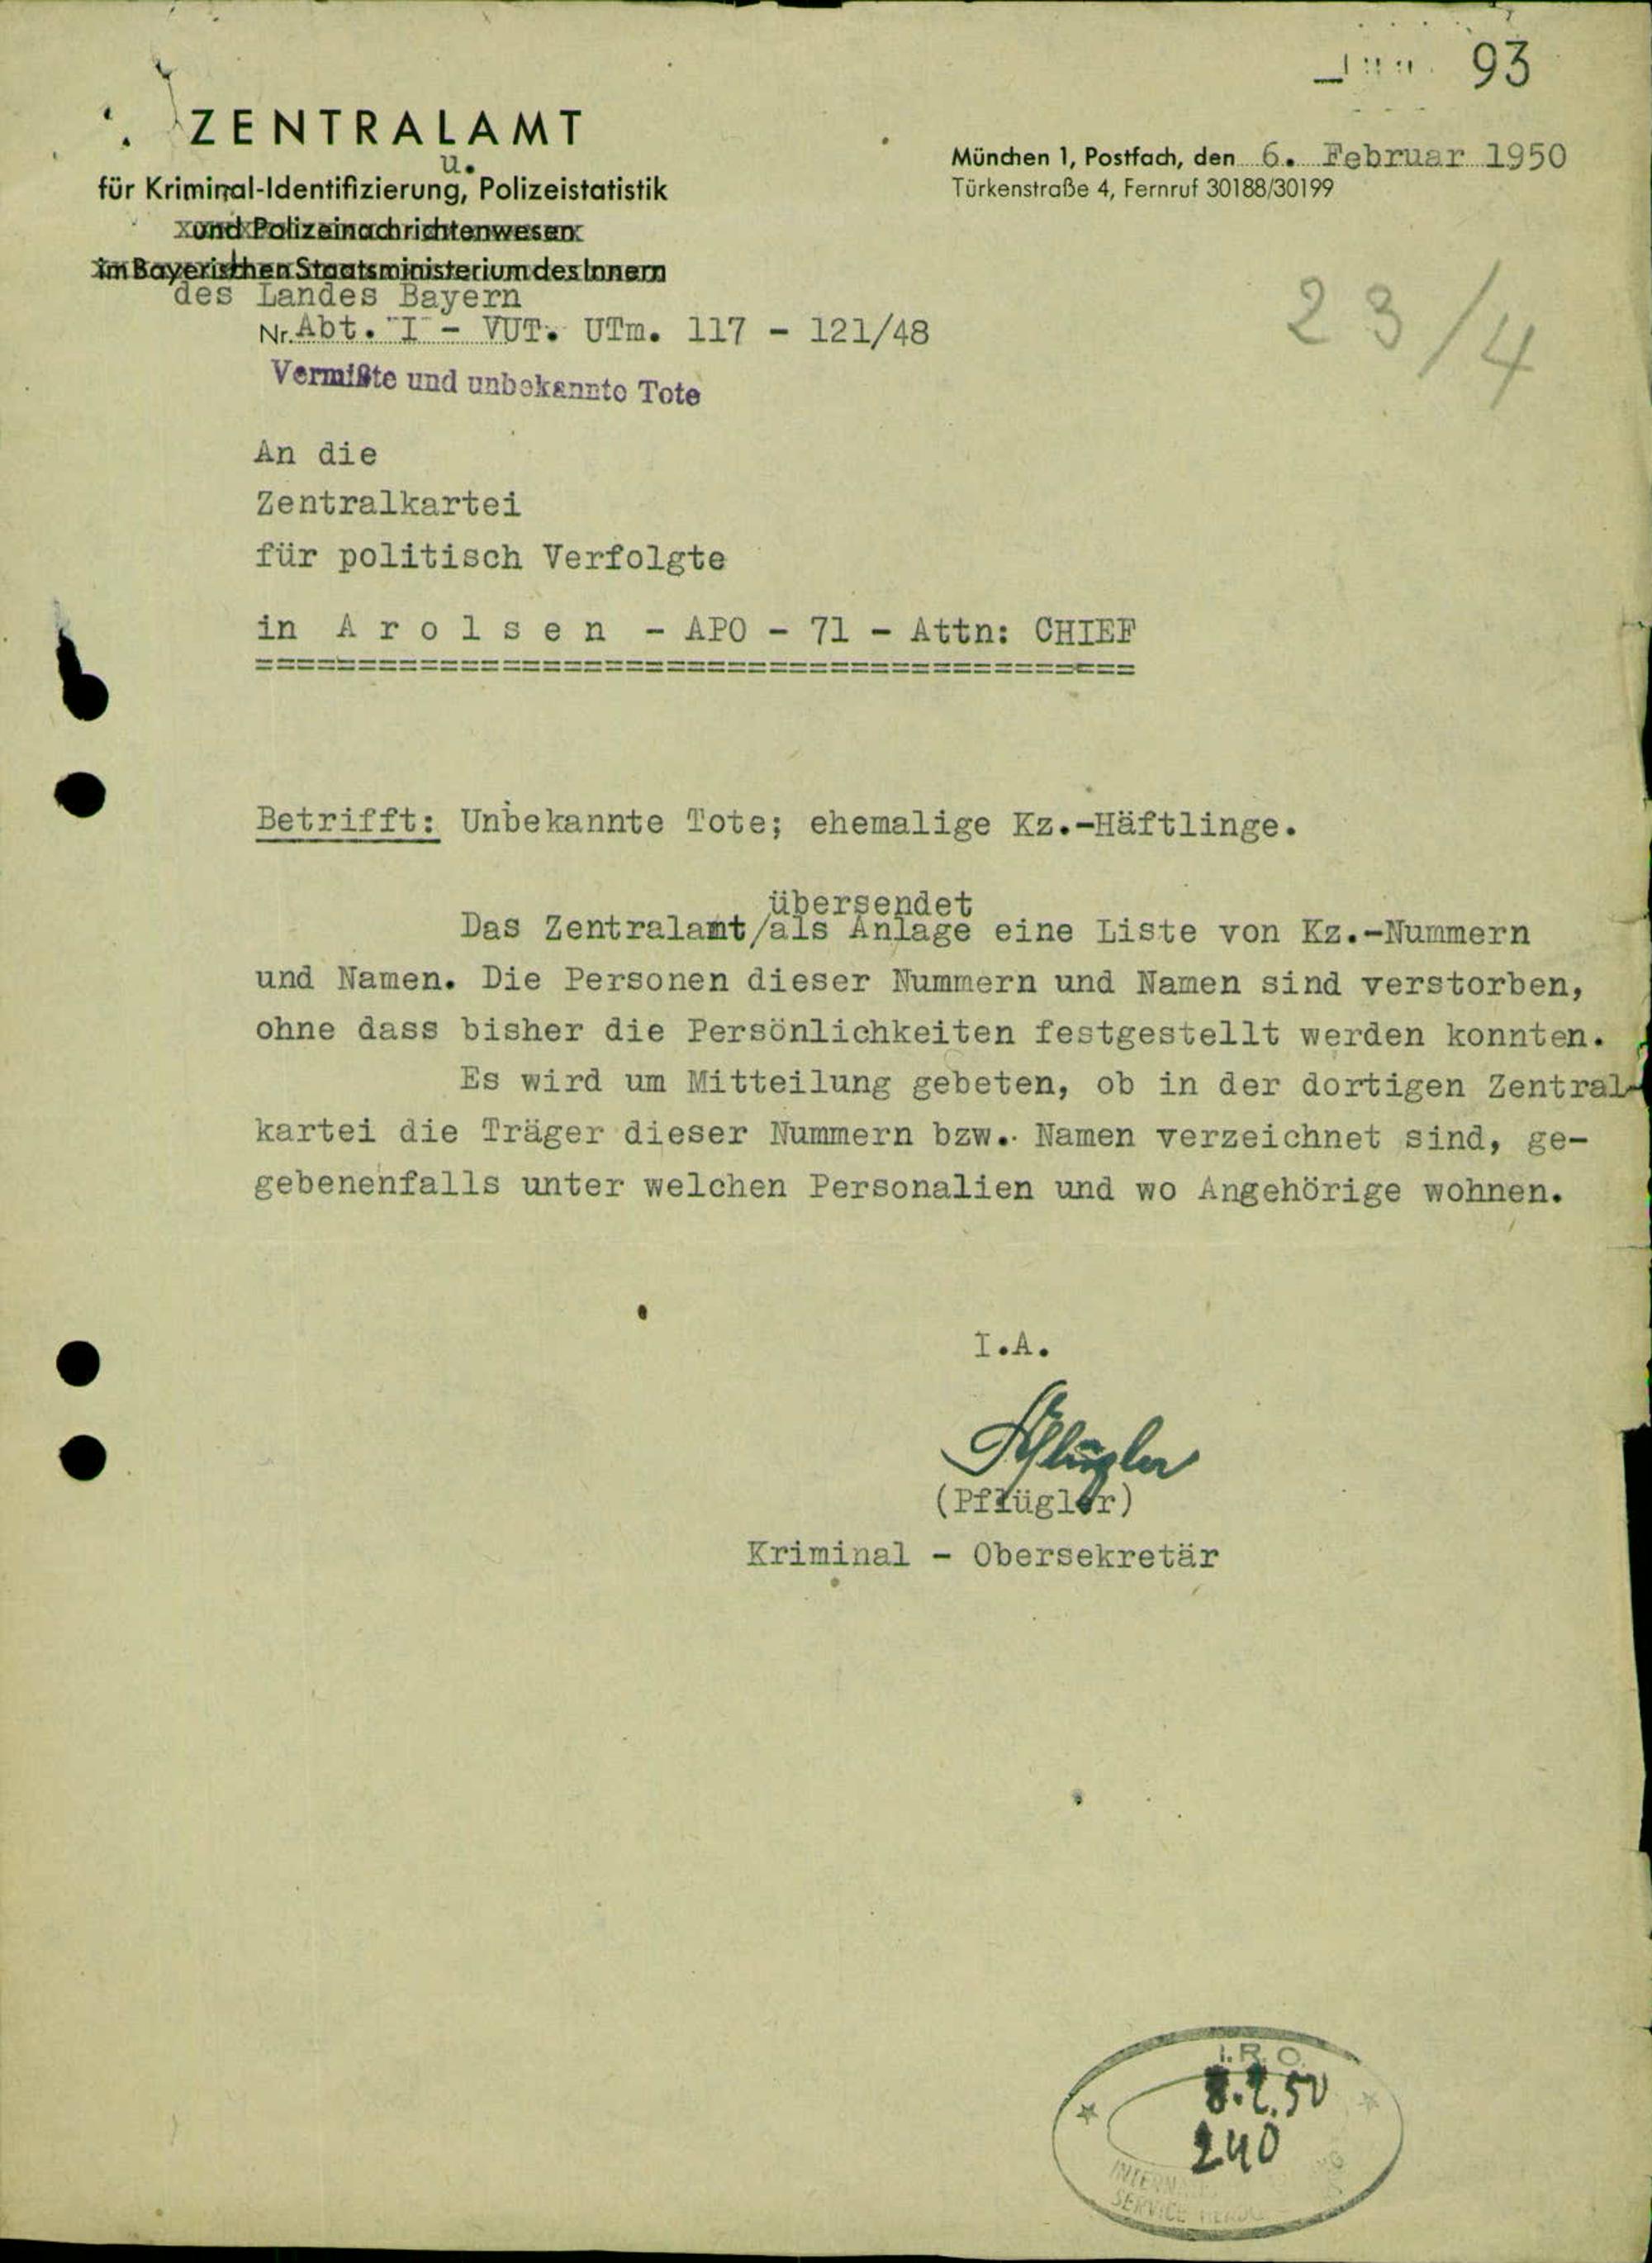 93
ZENTRALAMT
u.
für Kriminal-Identifizierung, Polizeistatistik
und Polizeinachrichtenwesen
im Bayerischen Staatsministerium des Innern
des Landes Bayern
Nr. Abt. "I" - VUT. UTm. 117 - 121/48
Vermißte und unbekannte Tote
München 1, Postfach, den 6. Februar 1950
Türkenstraße 4, Fernruf 30188/30199
23/4
An die
Zentralkartei
für politisch Verfolgte
in A r o l s e n - APO - 71 - Attn: CHIEF
===========================================
Betrifft: Unbekannte Tote; ehemalige Kz.-Häftlinge.
übersendet
Das Zentralamt/als Anlage eine Liste von Kz.-Nummern
und Namen. Die Personen dieser Nummern und Namen sind verstorben,
ohne dass bisher die Persönlichkeiten festgestellt werden konnten.
Es wird um Mitteilung gebeten, ob in der dortigen Zentral-
kartei die Träger dieser Nummern bzw. Namen verzeichnet sind, ge-
gebenenfalls unter welchen Personalien und wo Angehörige wohnen.
I.A.
Pflügler
(Pflügler)
Kriminal - Obersekretär
I.R.O.
8.2.50
240
SERVICE